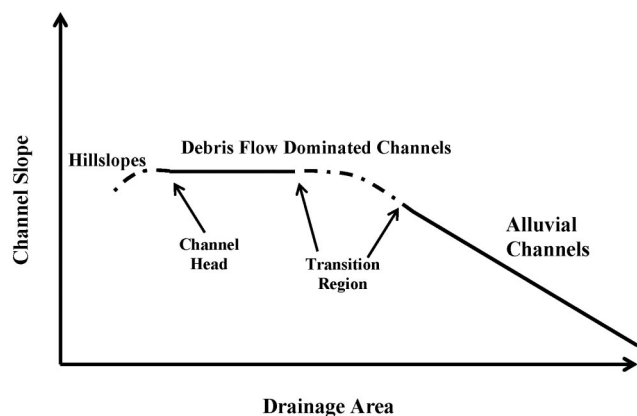 Debris Flow Dominated Channels
Hillslopes
Channel Slope
Channel
Head
Transition
Region
Alluvial
Channels
Drainage Area